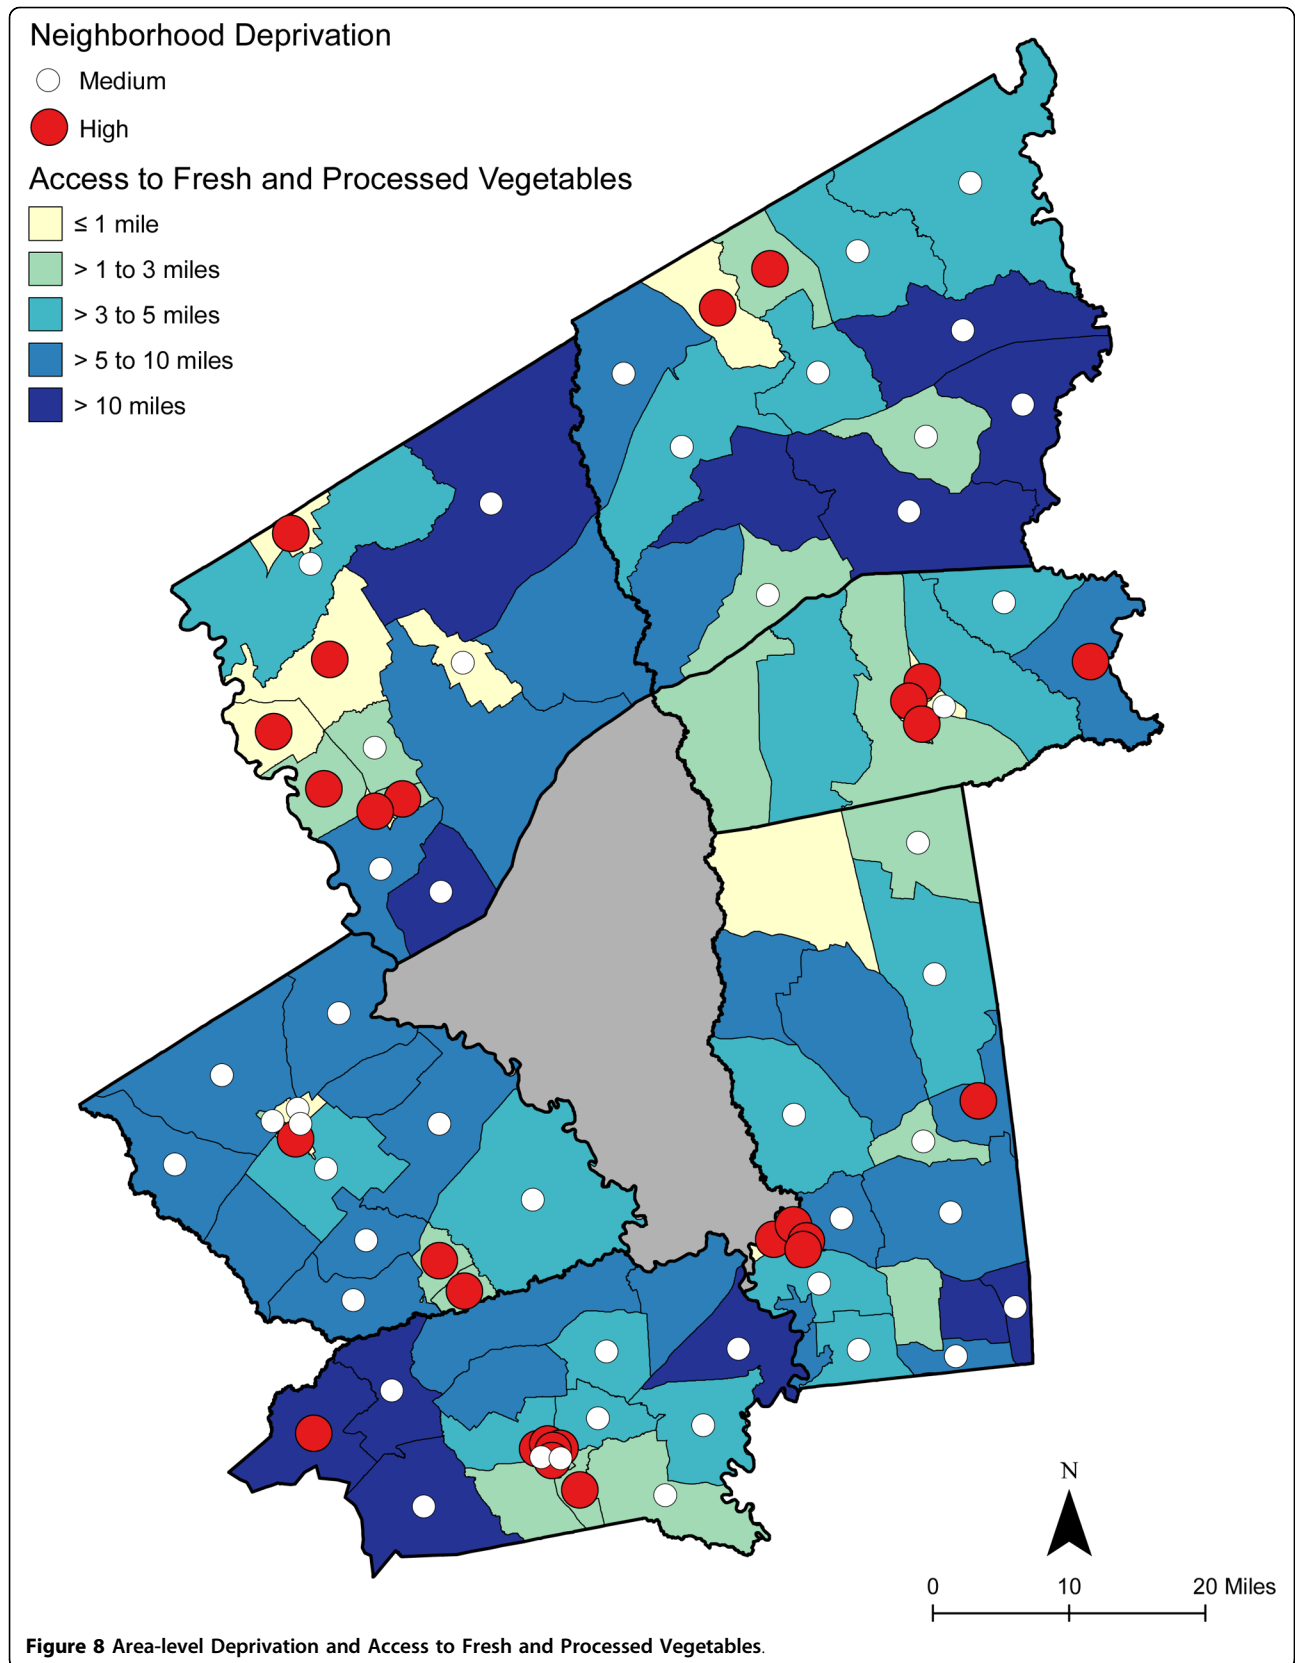 Neighborhood Deprivation
Medium
High
Access to Fresh and Processed Vegetables
≤ 1 mile
> 1 to 3 miles
> 3 to 5 miles
> 5 to 10 miles
> 10 miles
N
0 10 20 Miles
Figure 8 Area-level Deprivation and Access to Fresh and Processed Vegetables.